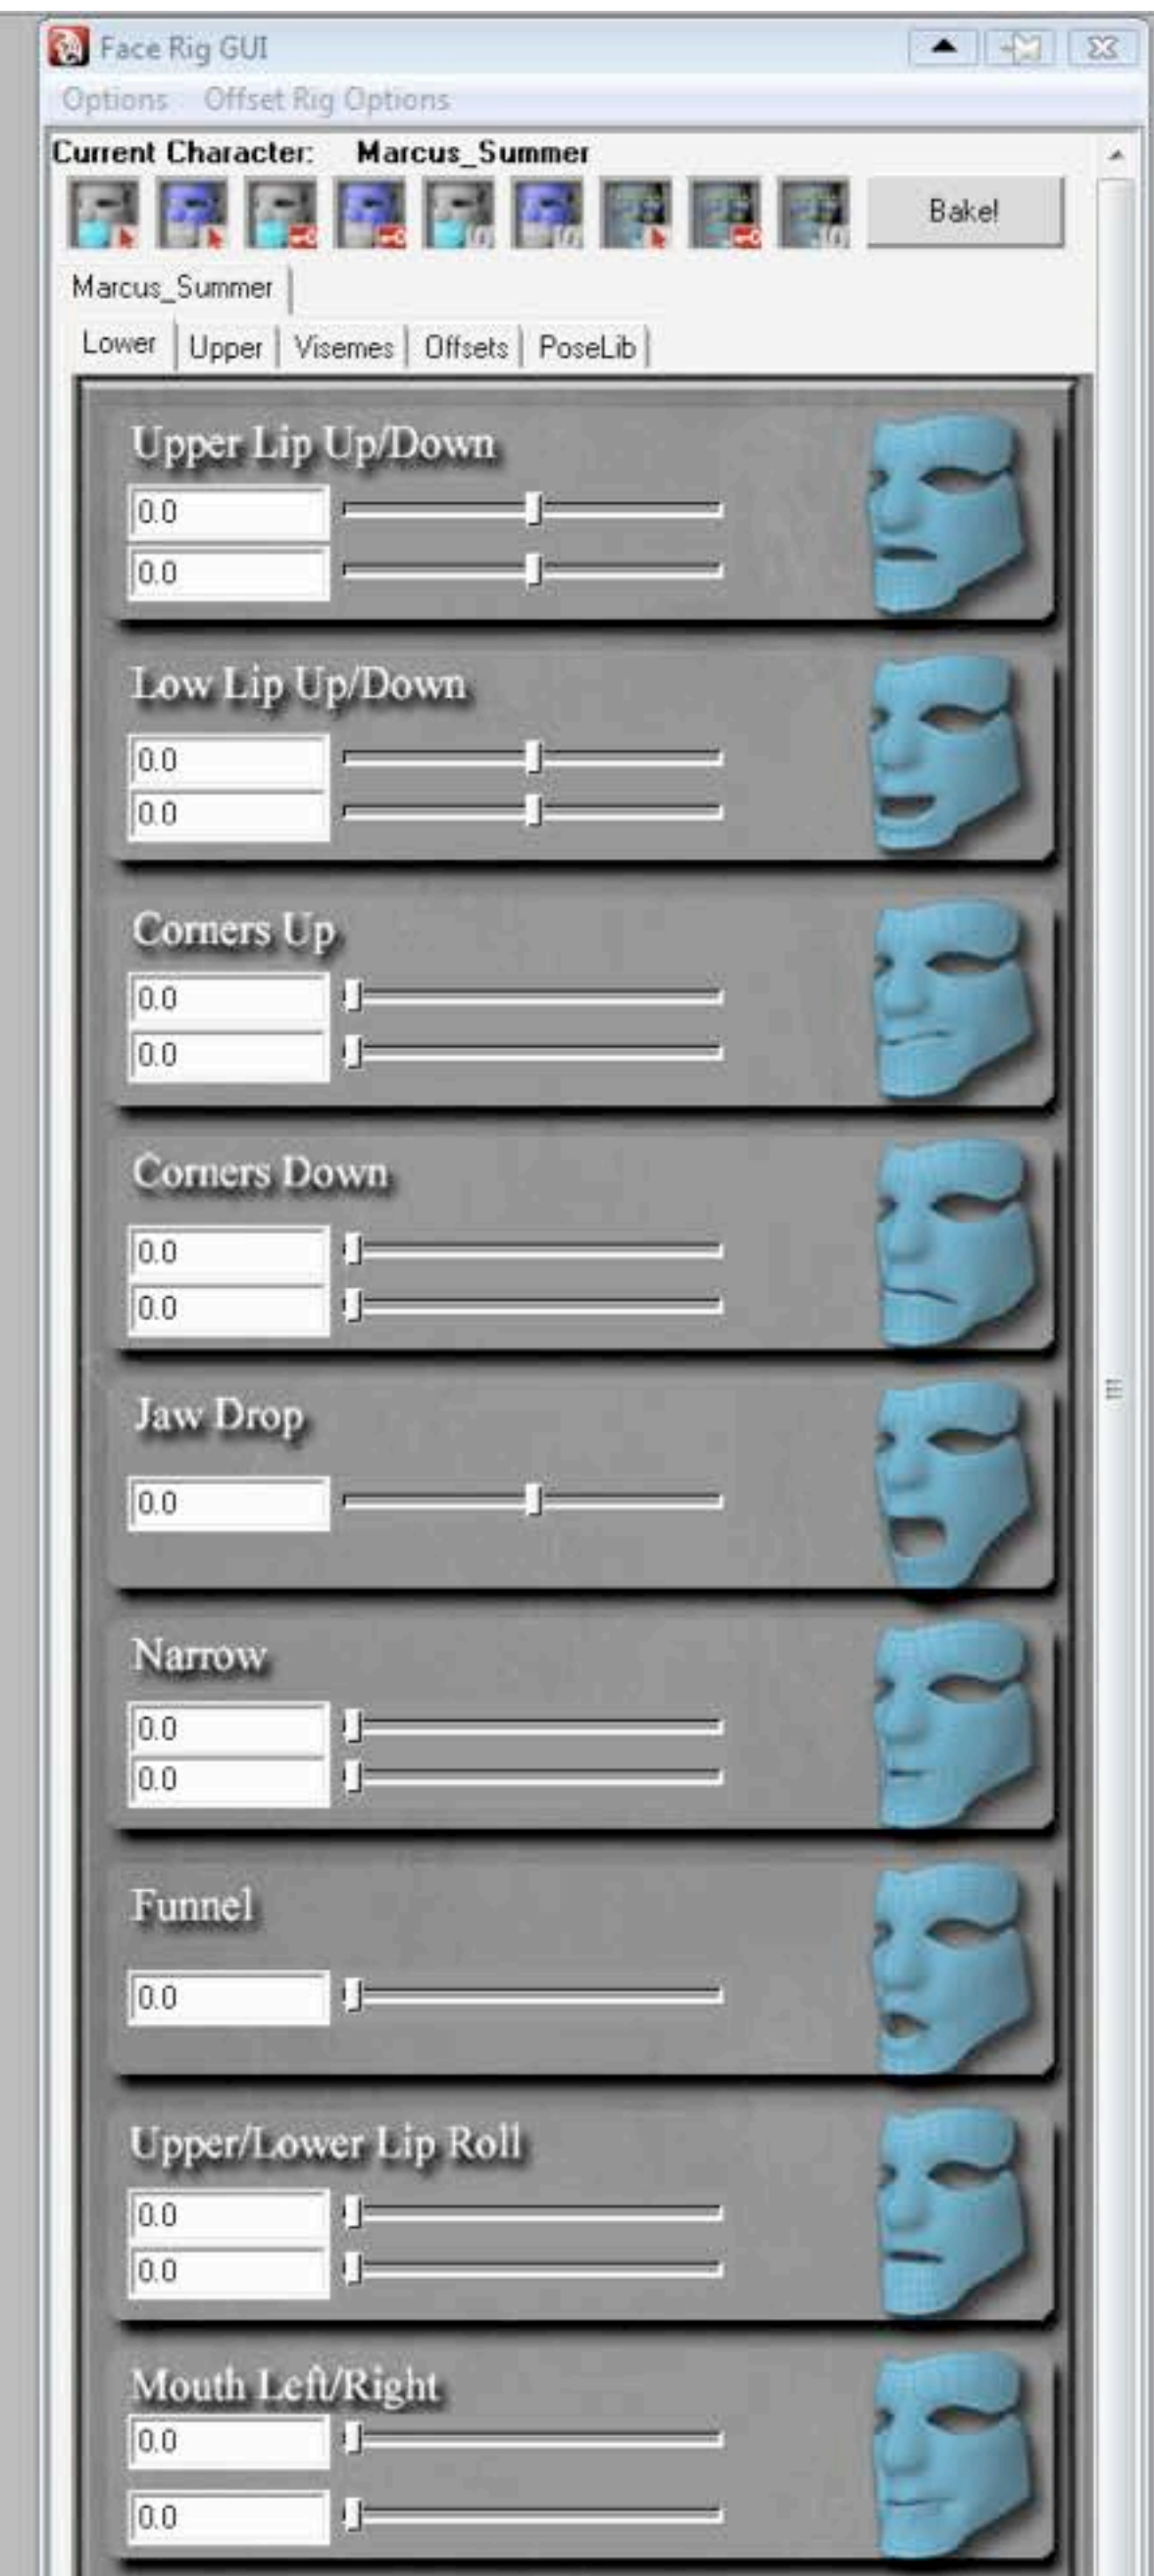 Face Rig GUI
Options Offset Rig Options
Current Character: Marcus_Summer
Bake!
Marcus_Summer
Lower Upper Visemes Offsets PoseLib
Upper Lip Up/Down
0.0
0.0
Low Lip Up/Down
0.0
0.0
Corners Up
0.0
0.0
Corners Down
0.0
0.0
Jaw Drop
0.0
Narrow
0.0
0.0
Funnel
0.0
Upper/Lower Lip Roll
0.0
0.0
Mouth Left/Right
0.0
0.0